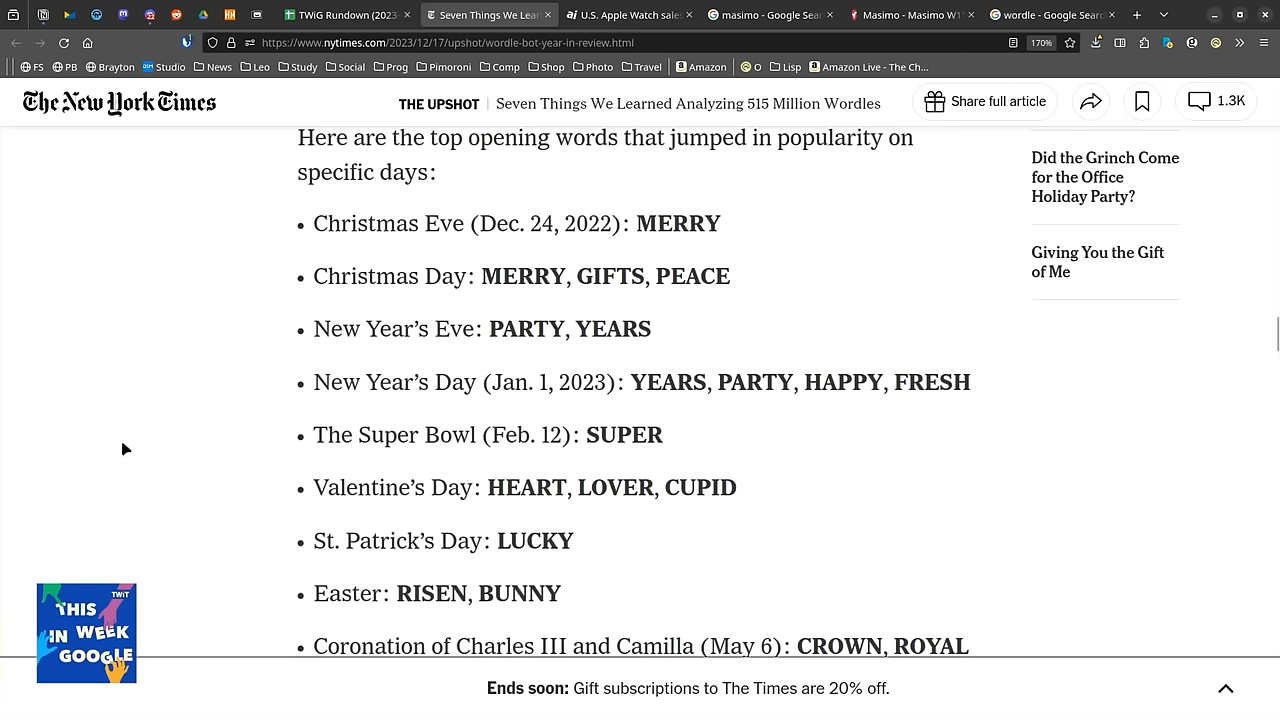 TWiG Rundown (2023-
Seven Things We Lear
U.S. Apple Watch sales
masimo - Google Sear
Masimo - Masimo W1
wordle - Google Search
https://www.nytimes.com/2023/12/17/upshot/wordle-bot-year-in-review.html
170%
FS PB Brayton Studio News Leo Study Social Prog Pimoroni Comp Shop Photo Travel Amazon O Lisp Amazon Live - The Ch...
The New York Times
THE UPSHOT | Seven Things We Learned Analyzing 515 Million Wordles
Share full article
1.3K
Here are the top opening words that jumped in popularity on
specific days:
• Christmas Eve (Dec. 24, 2022): MERRY
• Christmas Day: MERRY, GIFTS, PEACE
• New Year’s Eve: PARTY, YEARS
• New Year’s Day (Jan. 1, 2023): YEARS, PARTY, HAPPY, FRESH
• The Super Bowl (Feb. 12): SUPER
• Valentine’s Day: HEART, LOVER, CUPID
• St. Patrick’s Day: LUCKY
• Easter: RISEN, BUNNY
• Coronation of Charles III and Camilla (May 6): CROWN, ROYAL
Did the Grinch Come
for the Office
Holiday Party?
Giving You the Gift
of Me
TWiT
THIS
IN WEEK
GOOGLE
Ends soon: Gift subscriptions to The Times are 20% off.